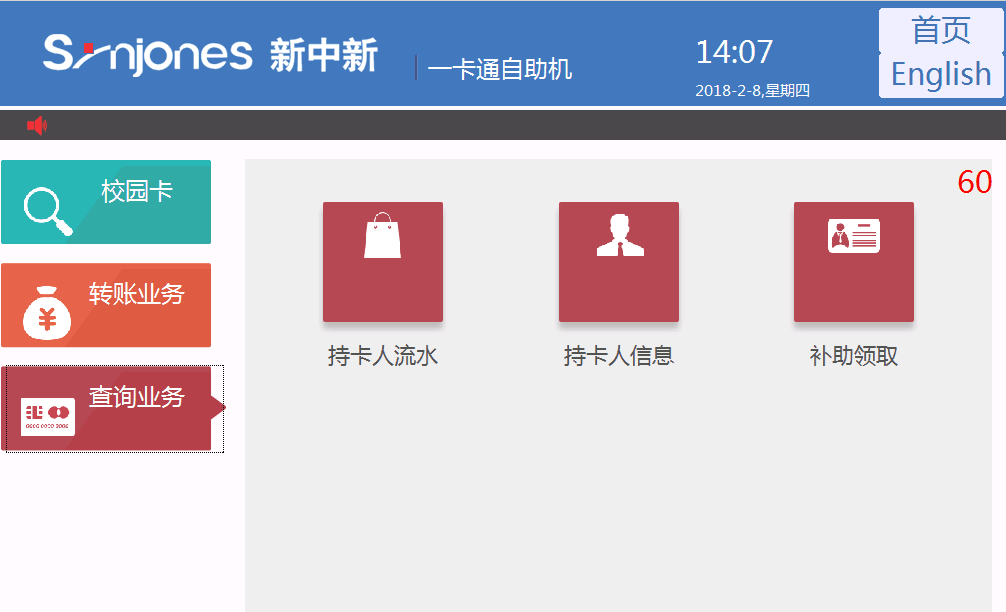 Synjones 新中新
一卡通自助机
14:07
2018-2-8,星期四
首页
English
校园卡
转账业务
查询业务
60
持卡人流水
持卡人信息
补助领取